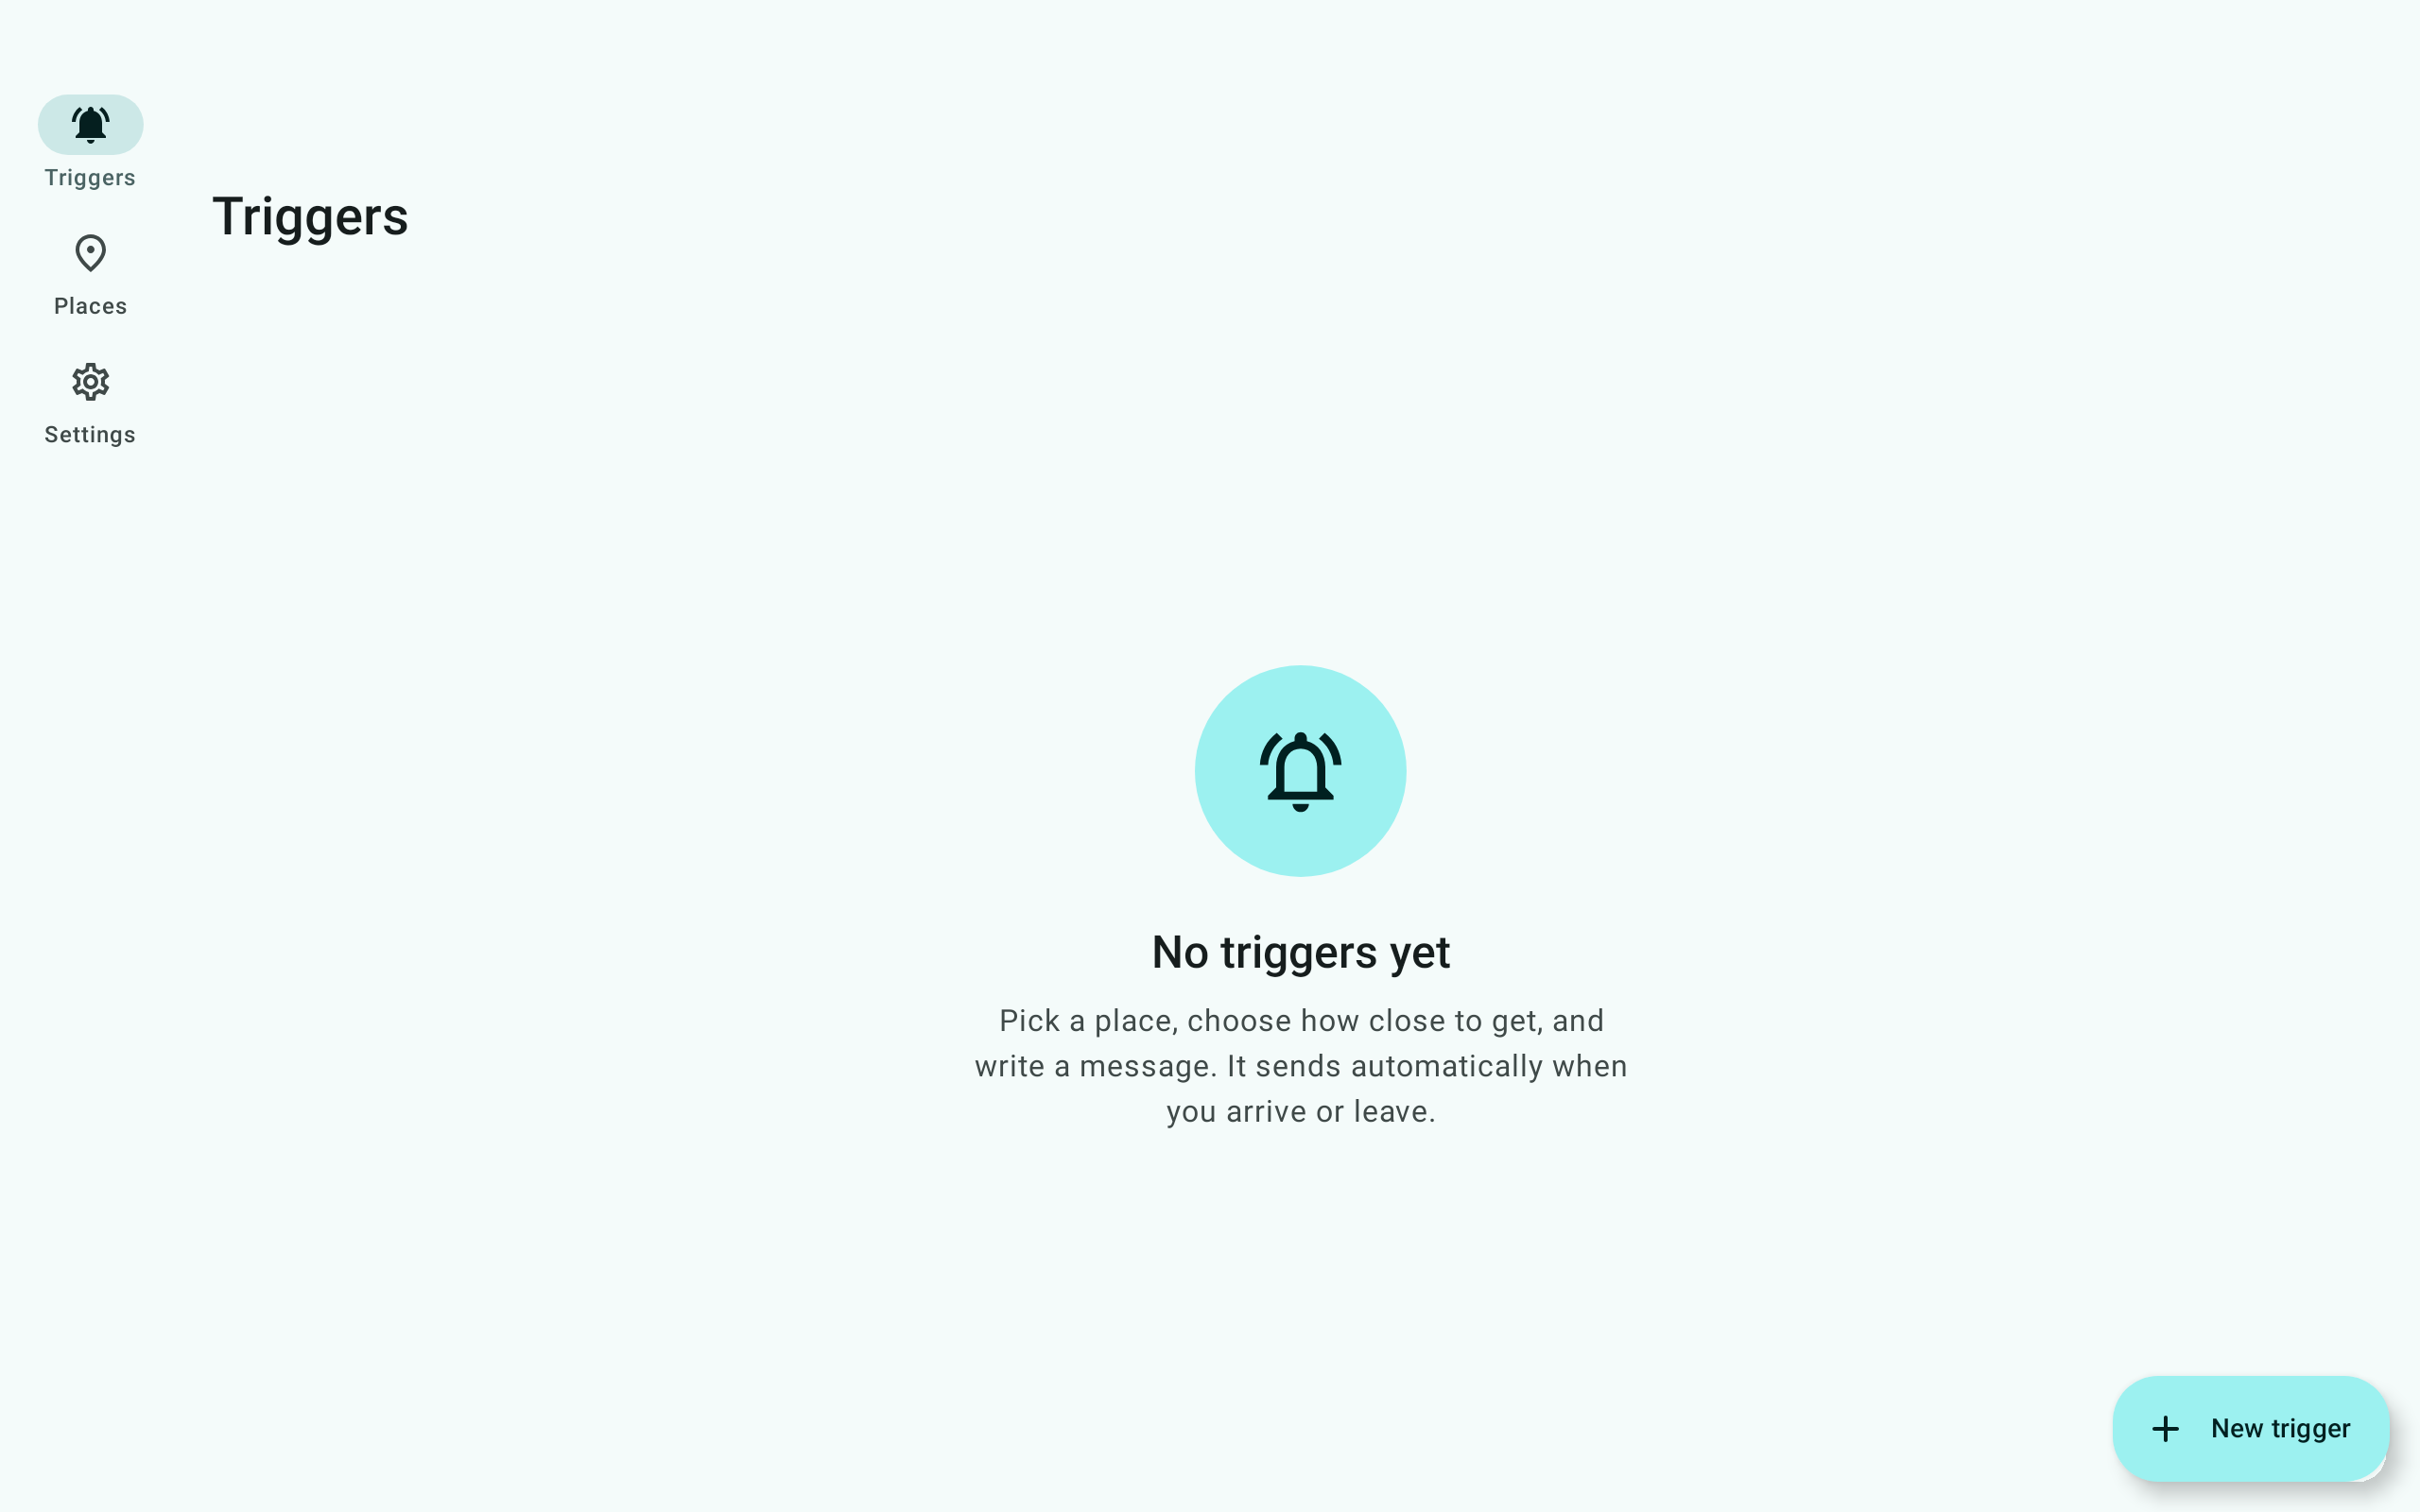 Triggers
Places
Settings
Triggers
No triggers yet
Pick a place, choose how close to get, and
write a message. It sends automatically when
you arrive or leave.
New trigger